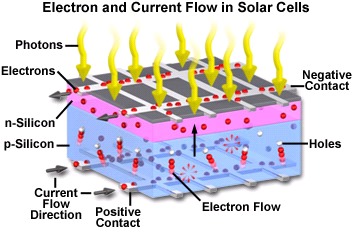 Electron and Current Flow in Solar Cells
Photons
Electrons
Negative
Contact
n-Silicon
p-Silicon
Holes
Current
Flow
Direction
Positive
Contact
Electron Flow